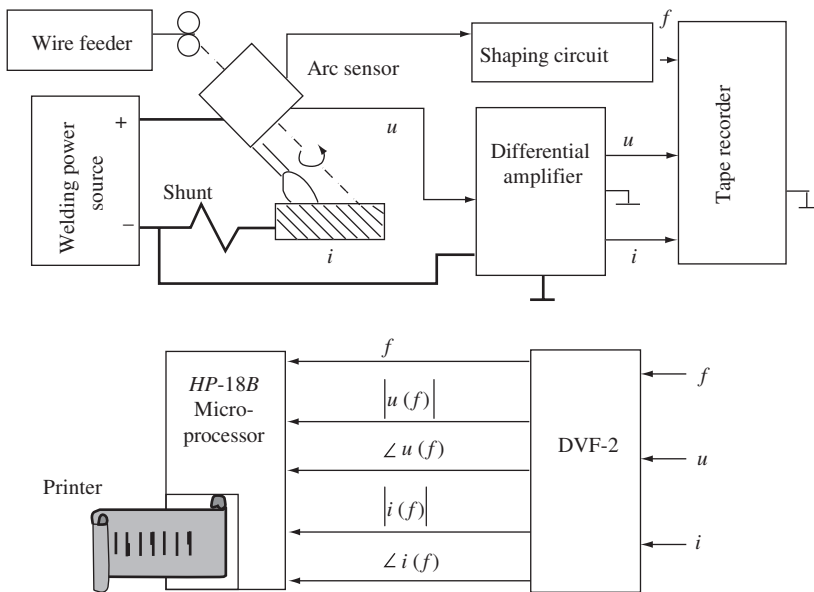 Wire feeder
Arc sensor
Shaping circuit
f
Tape recorder
Welding power
source
+
−
Shunt
u
Differential
amplifier
u
i
i
HP-18B
Micro-
processor
Printer
f
|u (f)|
∠ u (f)
|i (f)|
∠ i (f)
DVF-2
f
u
i